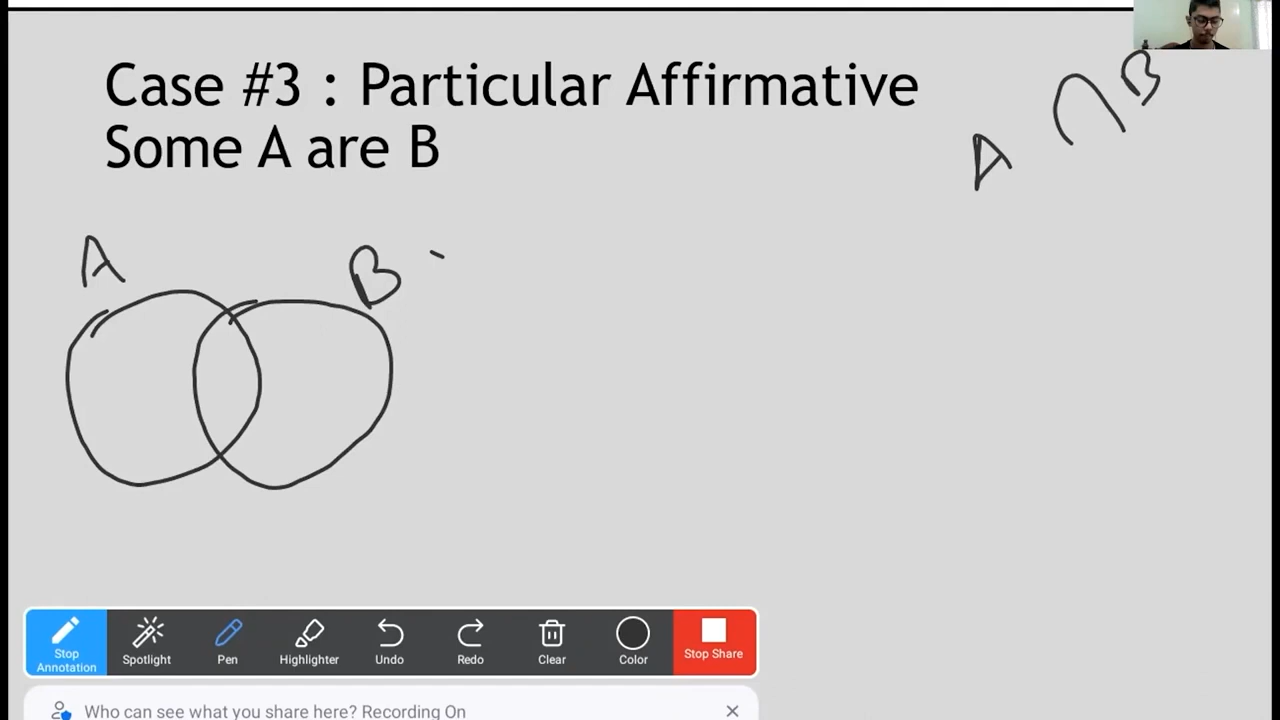 Case #3 : Particular Affirmative
Some A are B
A ∩ B
A
B
Stop Annotation
Spotlight
Pen
Highlighter
Undo
Redo
Clear
Color
Stop Share
Who can see what you share here? Recording On